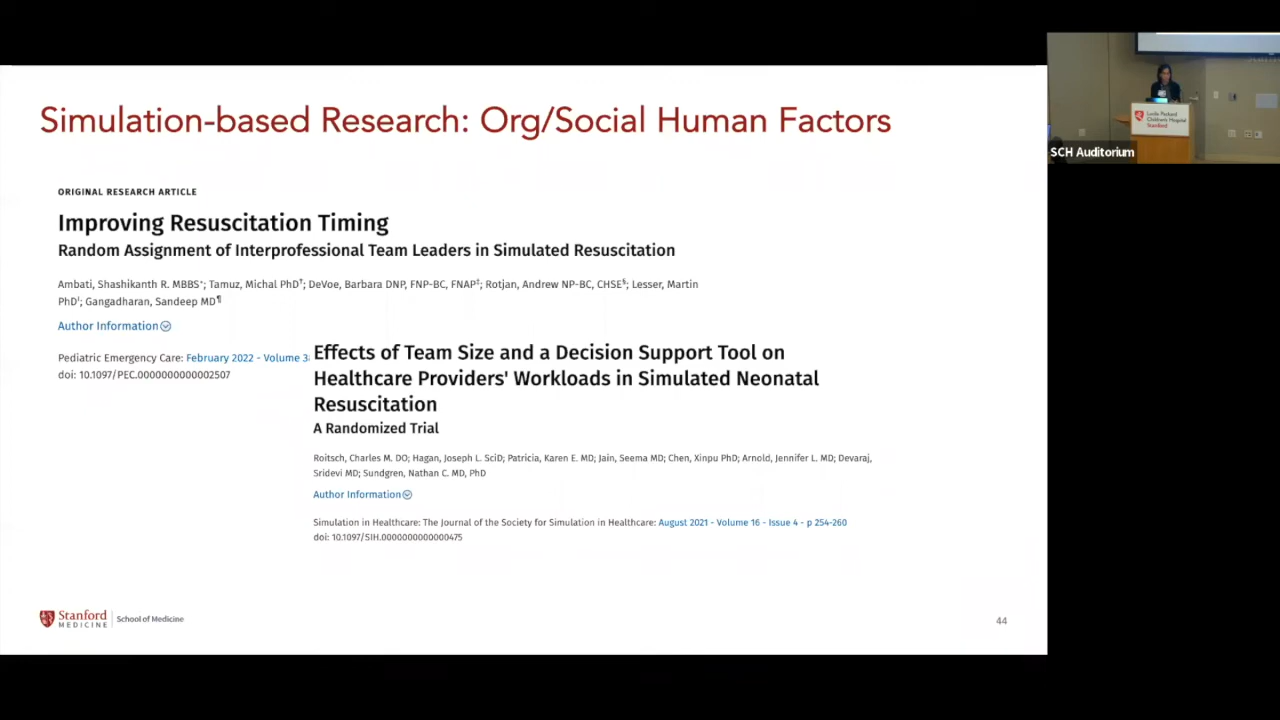 Simulation-based Research: Org/Social Human Factors
ORIGINAL RESEARCH ARTICLE
Improving Resuscitation Timing
Random Assignment of Interprofessional Team Leaders in Simulated Resuscitation
Ambati, Shashikanth R. MBBS*; Tamuz, Michal PhD†; DeVoe, Barbara DNP, FNP-BC, FNAP‡; Rotjan, Andrew NP-BC, CHSE§; Lesser, Martin
PhD∥; Gangadharan, Sandeep MD¶
Author Information
Pediatric Emergency Care: February 2022 - Volume 3
doi: 10.1097/PEC.0000000000002507
Effects of Team Size and a Decision Support Tool on
Healthcare Providers' Workloads in Simulated Neonatal
Resuscitation
A Randomized Trial
Roitsch, Charles M. DO; Hagan, Joseph L. SciD; Patricia, Karen E. MD; Jain, Seema MD; Chen, Xinpu PhD; Arnold, Jennifer L. MD; Devaraj,
Sridevi MD; Sundgren, Nathan C. MD, PhD
Author Information
Simulation in Healthcare: The Journal of the Society for Simulation in Healthcare: August 2021 - Volume 16 - Issue 4 - p 254-260
doi: 10.1097/SIH.0000000000000475
Stanford
MEDICINE
School of Medicine
44
Lucile Packard
Children's Hospital
Stanford
SCH Auditorium